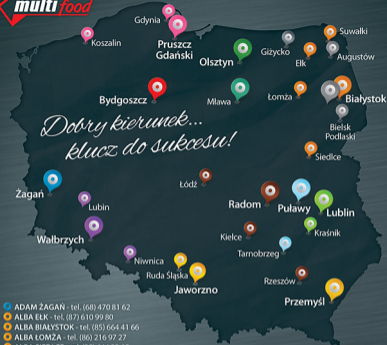 multifood
Gdynia
Koszalin
Pruszcz
Gdański
Suwałki
Giżycko
Ełk
Augustów
Olsztyn
Bydgoszcz
Mława
Łomża
Białystok
Dobry kierunek...
klucz do sukcesu!
Bielsk
Podlaski
Siedlce
Żagań
Łódź
Lubin
Radom
Puławy
Lublin
Wałbrzych
Kielce
Kraśnik
Tarnobrzeg
Niwnica
Ruda Śląska
Jaworzno
Rzeszów
Przemyśl
ADAM ŻAGAŃ - tel. (68) 470 81 62
ALBA EŁK - tel. (87) 610 99 80
ALBA BIAŁYSTOK - tel. (85) 664 41 66
ALBA ŁOMŻA - tel. (86) 216 97 27